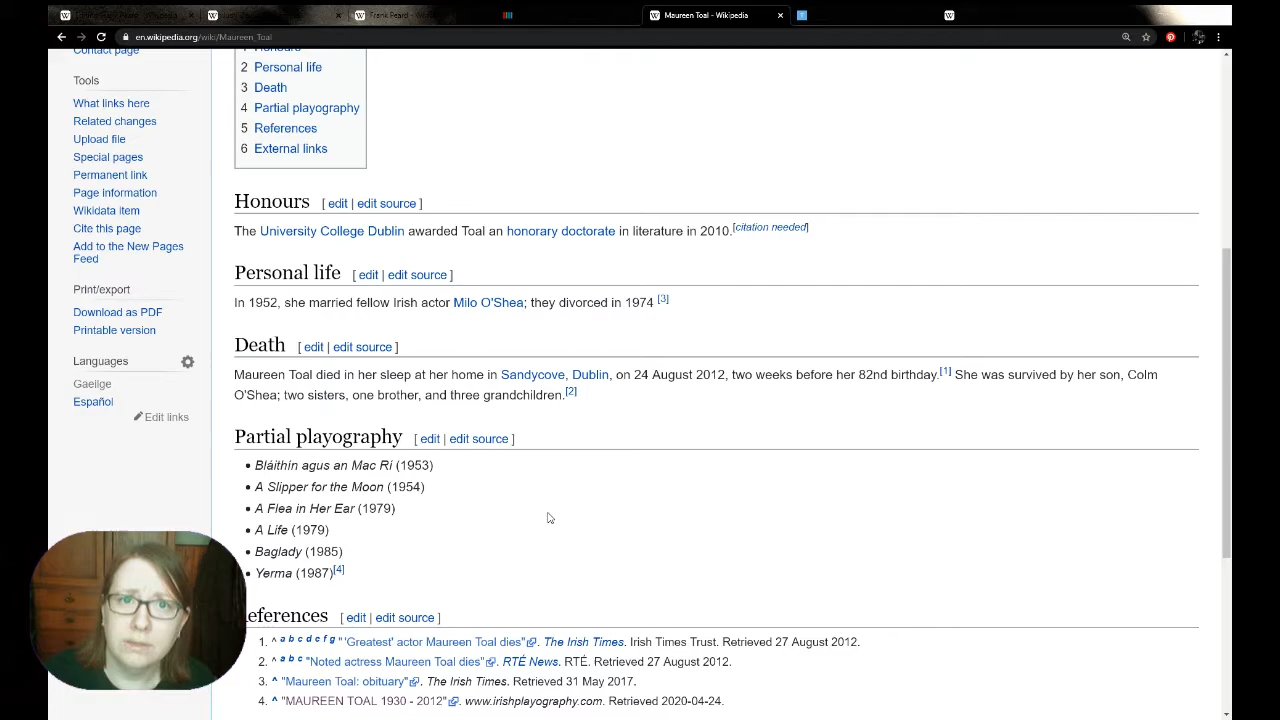 Frank Peard
Maureen Toal - Wikipedia
en.wikipedia.org/wiki/Maureen_Toal
Contact page
Tools
What links here
Related changes
Upload file
Special pages
Permanent link
Page information
Wikidata item
Cite this page
Add to the New Pages
Feed
Print/export
Download as PDF
Printable version
Languages
Gaeilge
Español
Edit links
1 Honours
2 Personal life
3 Death
4 Partial playography
5 References
6 External links
Honours [ edit | edit source ]
The University College Dublin awarded Toal an honorary doctorate in literature in 2010.[citation needed]
Personal life [ edit | edit source ]
In 1952, she married fellow Irish actor Milo O'Shea; they divorced in 1974 [3]
Death [ edit | edit source ]
Maureen Toal died in her sleep at her home in Sandycove, Dublin, on 24 August 2012, two weeks before her 82nd birthday.[1] She was survived by her son, Colm
O'Shea; two sisters, one brother, and three grandchildren.[2]
Partial playography [ edit | edit source ]
• Bláithín agus an Mac Rí (1953)
• A Slipper for the Moon (1954)
• A Flea in Her Ear (1979)
• A Life (1979)
• Baglady (1985)
• Yerma (1987)[4]
eferences [ edit | edit source ]
1. ^ a b c d e f g "'Greatest' actor Maureen Toal dies". The Irish Times. Irish Times Trust. Retrieved 27 August 2012.
2. ^ a b c "Noted actress Maureen Toal dies". RTÉ News. RTÉ. Retrieved 27 August 2012.
3. ^ "Maureen Toal: obituary". The Irish Times. Retrieved 31 May 2017.
4. ^ "MAUREEN TOAL 1930 - 2012". www.irishplayography.com. Retrieved 2020-04-24.